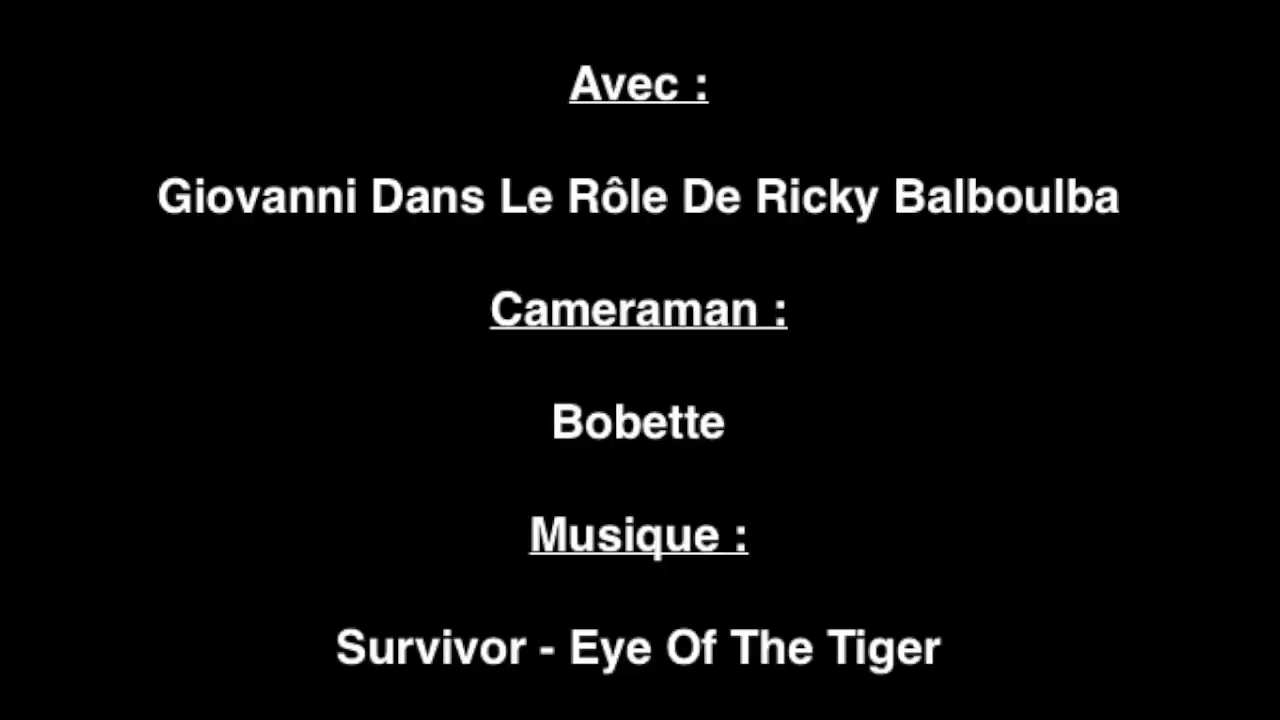 Avec :
Giovanni Dans Le Rôle De Ricky Balboulba
Cameraman :
Bobette
Musique :
Survivor - Eye Of The Tiger